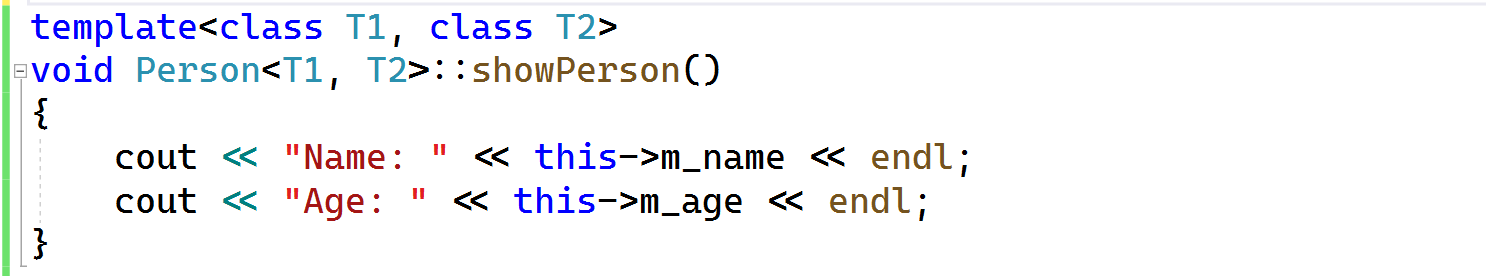 template<class T1, class T2>
void Person<T1, T2>::showPerson()
{
    cout << "Name: " << this->m_name << endl;
    cout << "Age: " << this->m_age << endl;
}